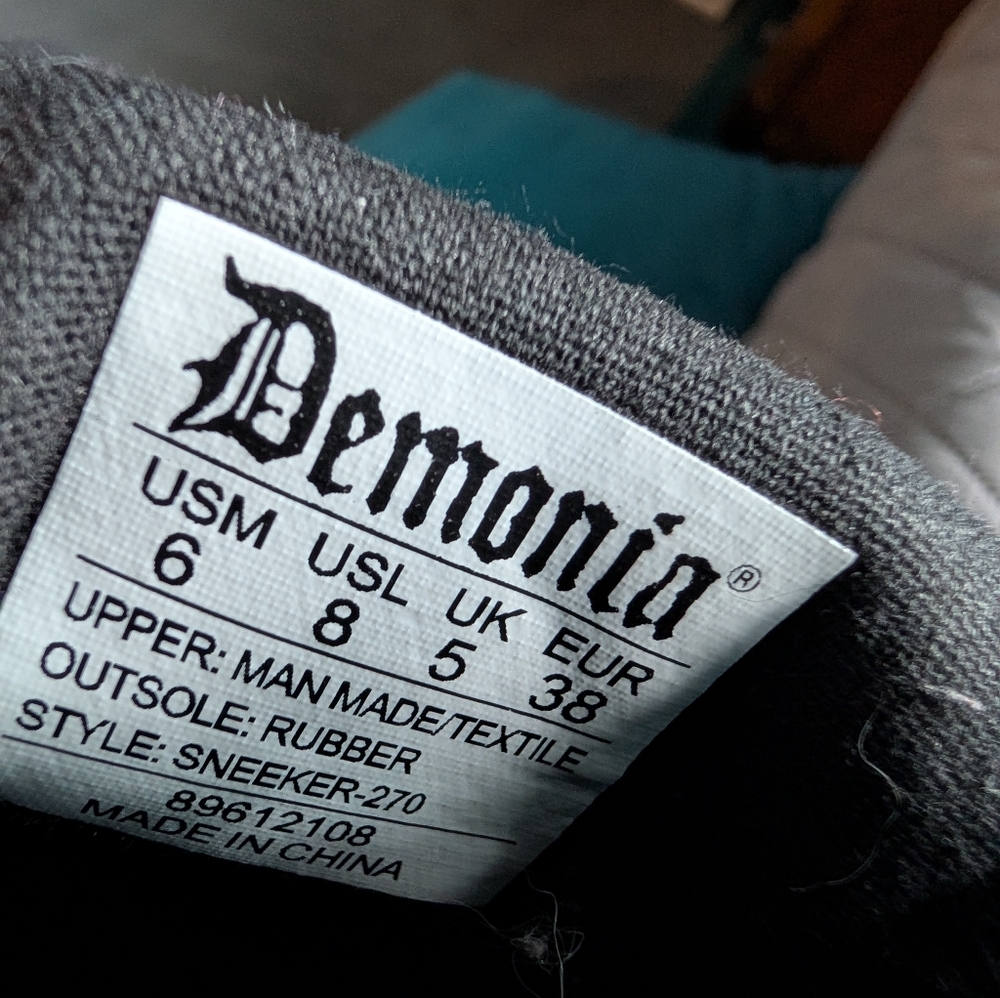 Demonia®
USM USL UK EUR
6 8 5 38
UPPER: MAN MADE/TEXTILE
OUTSOLE: RUBBER
STYLE: SNEEKER-270
89612108
MADE IN CHINA